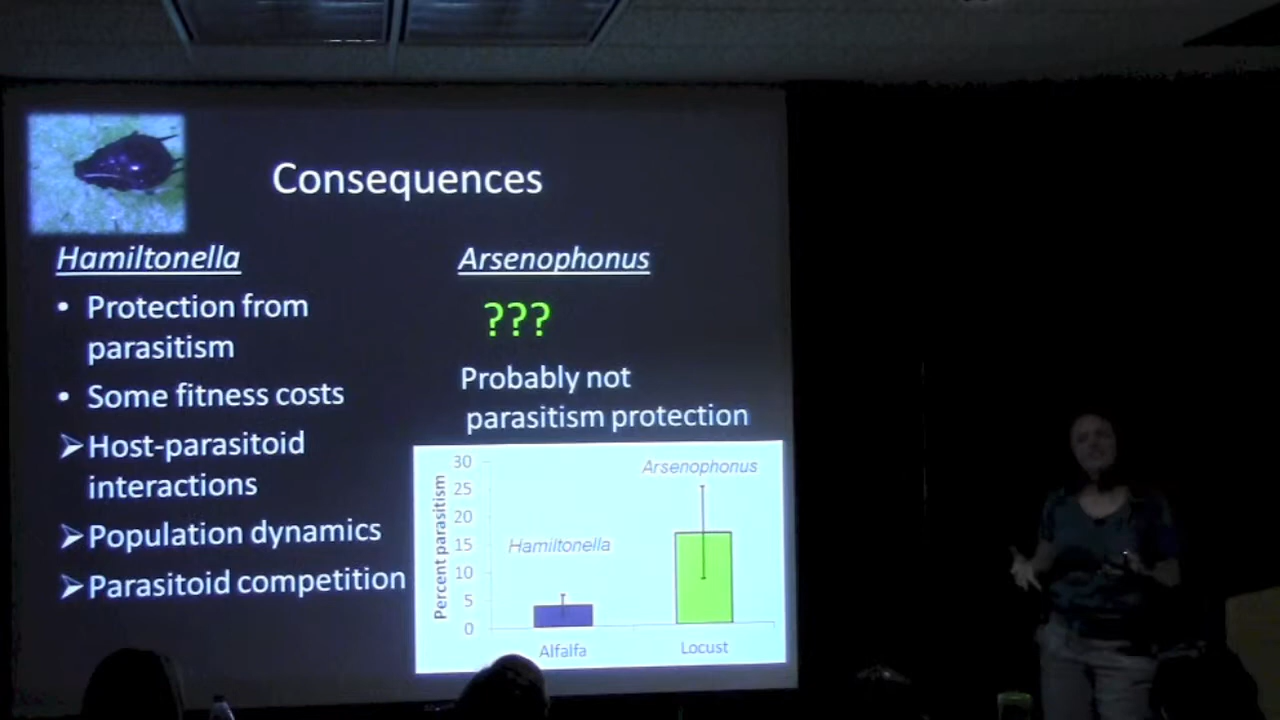 Consequences
Hamiltonella
• Protection from
parasitism
• Some fitness costs
➢ Host-parasitoid
interactions
➢ Population dynamics
➢ Parasitoid competition
Arsenophonus
???
Probably not
parasitism protection
Percent parasitism
30
25
20
15
10
5
0
Hamiltonella
Arsenophonus
Alfalfa
Locust